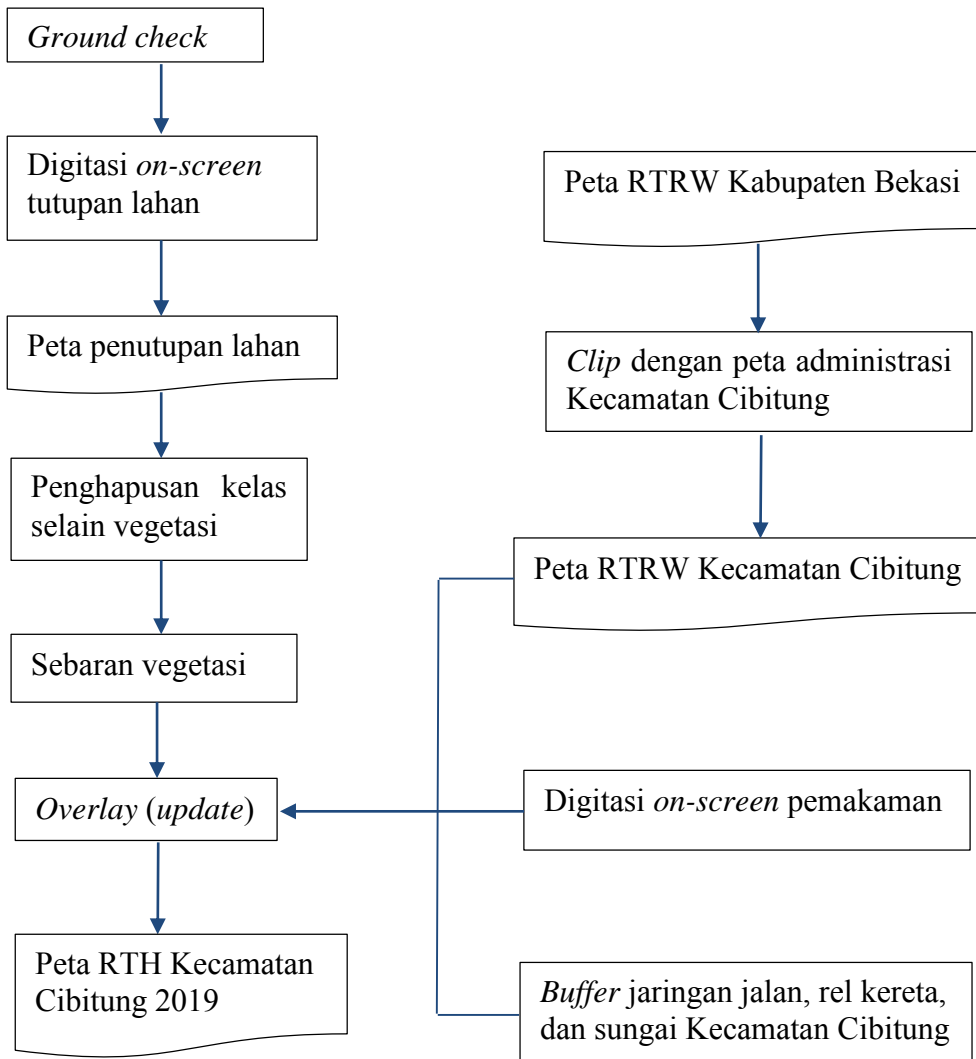 Ground check
Digitasi on-screen
tutupan lahan
Peta penutupan lahan
Penghapusan kelas
selain vegetasi
Sebaran vegetasi
Overlay (update)
Peta RTH Kecamatan
Cibitung 2019
Peta RTRW Kabupaten Bekasi
Clip dengan peta administrasi
Kecamatan Cibitung
Peta RTRW Kecamatan Cibitung
Digitasi on-screen pemakaman
Buffer jaringan jalan, rel kereta,
dan sungai Kecamatan Cibitung